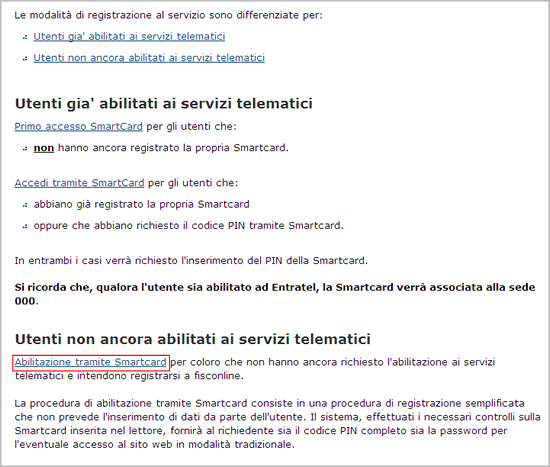 Le modalità di registrazione al servizio sono differenziate per:
Utenti gia' abilitati ai servizi telematici
Utenti non ancora abilitati ai servizi telematici
Utenti gia' abilitati ai servizi telematici
Primo accesso SmartCard per gli utenti che:
non hanno ancora registrato la propria Smartcard.
Accedi tramite SmartCard per gli utenti che:
abbiano già registrato la propria Smartcard
oppure che abbiano richiesto il codice PIN tramite Smartcard.
In entrambi i casi verrà richiesto l'inserimento del PIN della Smartcard.
Si ricorda che, qualora l'utente sia abilitato ad Entratel, la Smartcard verrà associata alla sede
000.
Utenti non ancora abilitati ai servizi telematici
Abilitazione tramite Smartcard per coloro che non hanno ancora richiesto l'abilitazione ai servizi
telematici e intendono registrarsi a fisconline.
La procedura di abilitazione tramite Smartcard consiste in una procedura di registrazione semplificata
che non prevede l'inserimento di dati da parte dell'utente. Il sistema, effettuati i necessari controlli sulla
Smartcard inserita nel lettore, fornirà al richiedente sia il codice PIN completo sia la password per
l'eventuale accesso al sito web in modalità tradizionale.